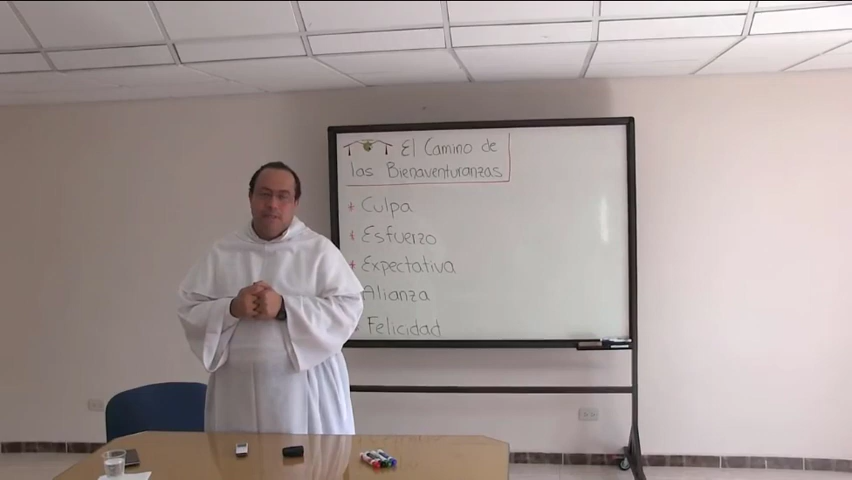 El Camino de
las Bienaventuranzas
* Culpa
* Esfuerzo
* Expectativa
Alianza
Felicidad